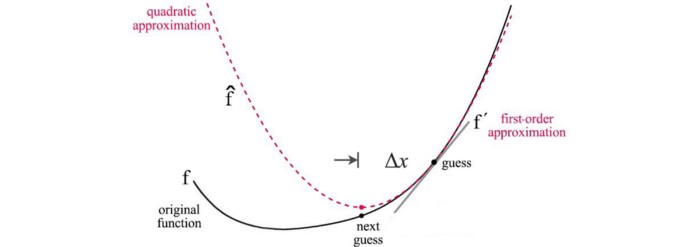 quadratic
approximation
f̂
f′ first-order
approximation
Δx
guess
f
original
function
next
guess